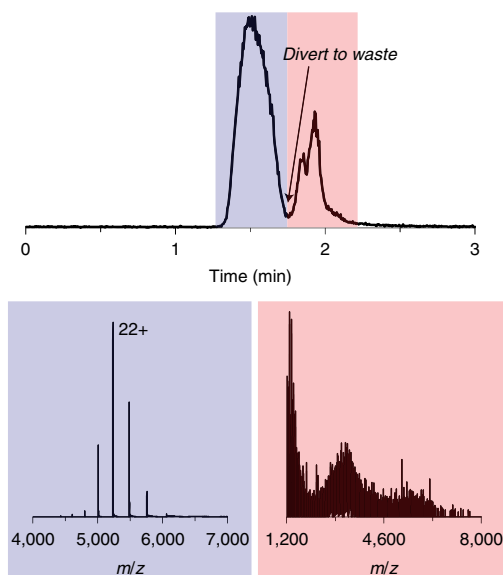 Divert to waste
0 1 2 3
Time (min)
22+
4,000 5,000 6,000 7,000
m/z
1,200 4,600 8,000
m/z